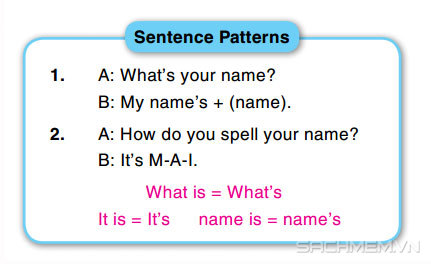 Sentence Patterns
1. A: What's your name?
B: My name's + (name).
2. A: How do you spell your name?
B: It's M-A-I.
What is = What's
It is = It's name is = name's
SACHMEM.VN